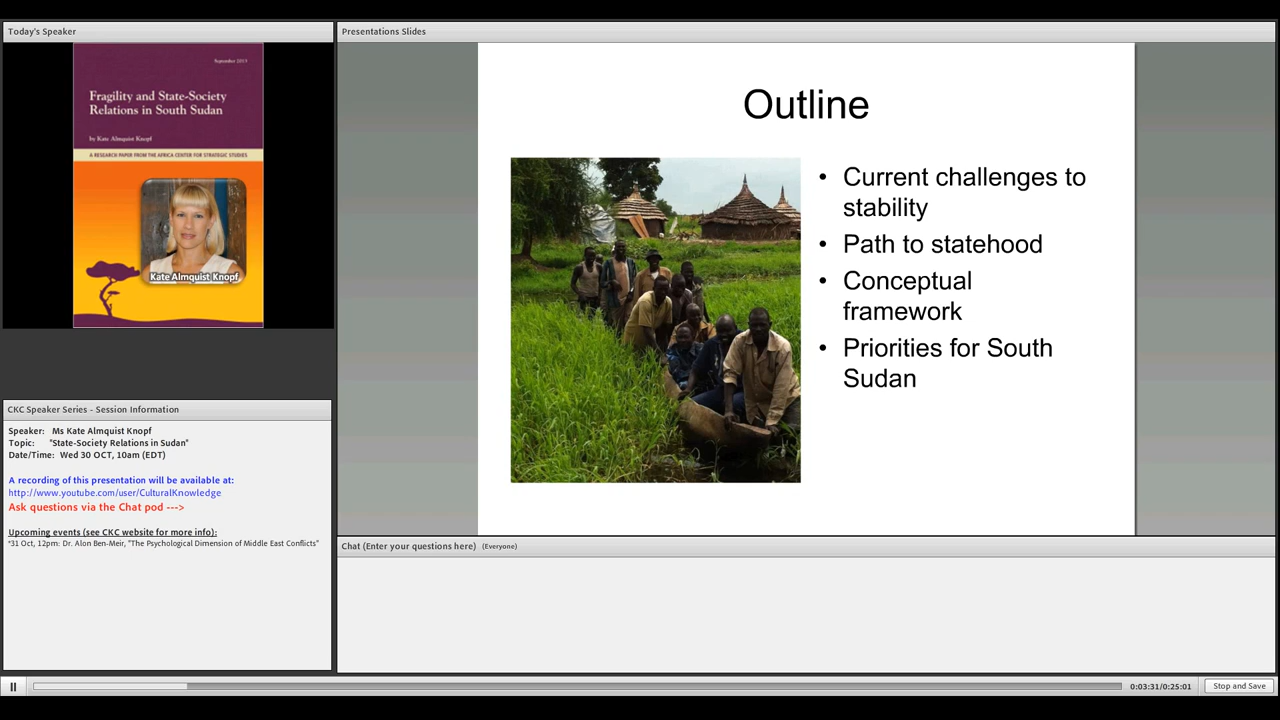 Today's Speaker
September 2013
Fragility and State-Society
Relations in South Sudan
by Kate Almquist Knopf
A RESEARCH PAPER FROM THE AFRICA CENTER FOR STRATEGIC STUDIES
Kate Almquist Knopf
CKC Speaker Series - Session Information
Speaker: Ms Kate Almquist Knopf
Topic: "State-Society Relations in Sudan"
Date/Time: Wed 30 OCT, 10am (EDT)
A recording of this presentation will be available at:
http://www.youtube.com/user/CulturalKnowledge
Ask questions via the Chat pod --->
Upcoming events (see CKC website for more info):
*31 Oct, 12pm: Dr. Alon Ben-Meir, "The Psychological Dimension of Middle East Conflicts"
Presentations Slides
Outline
• Current challenges to
stability
• Path to statehood
• Conceptual
framework
• Priorities for South
Sudan
Chat (Enter your questions here) (Everyone)
0:03:31/0:25:01
Stop and Save